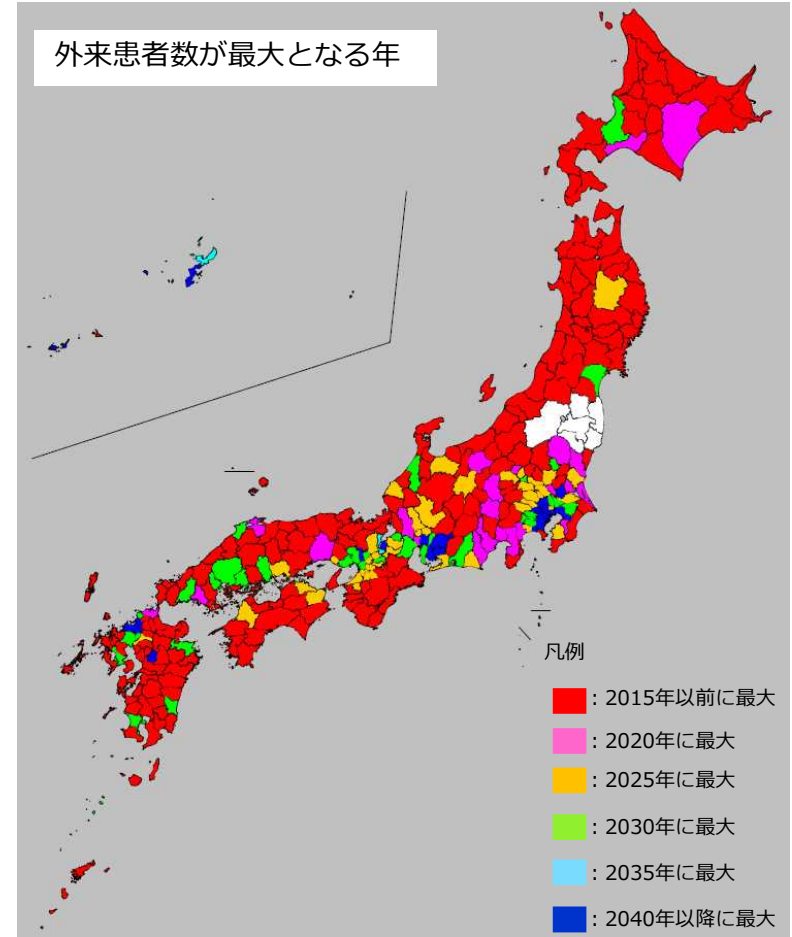 外来患者数が最大となる年
凡例
：2015年以前に最大
：2020年に最大
：2025年に最大
：2030年に最大
：2035年に最大
：2040年以降に最大